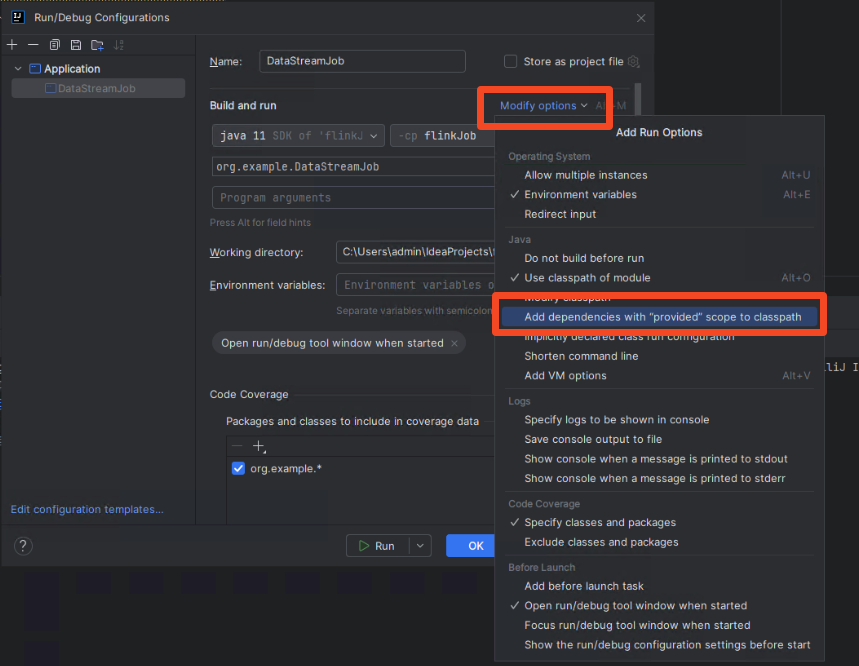 Run/Debug Configurations
Application
DataStreamJob
Edit configuration templates...
Name:
DataStreamJob
Store as project file
Build and run
Modify options
java 11 SDK of 'flinkJ
-cp flinkJob
org.example.DataStreamJob
Program arguments
Press Alt for field hints
Working directory:
C:\Users\admin\IdeaProjects\
Environment variables:
Environment variables o
Separate variables with semicolon
Open run/debug tool window when started
Code Coverage
Packages and classes to include in coverage data
org.example.*
?
Run
OK
Add Run Options
Operating System
Allow multiple instances Alt+U
Environment variables Alt+E
Redirect input
Java
Do not build before run
Use classpath of module Alt+O
Modify classpath
Add dependencies with “provided” scope to classpath
Implicitly declared class run configuration
Shorten command line
Add VM options Alt+V
Logs
Specify logs to be shown in console
Save console output to file
Show console when a message is printed to stdout
Show console when a message is printed to stderr
Code Coverage
Specify classes and packages
Exclude classes and packages
Before Launch
Add before launch task
Open run/debug tool window when started
Focus run/debug tool window when started
Show the run/debug configuration settings before start